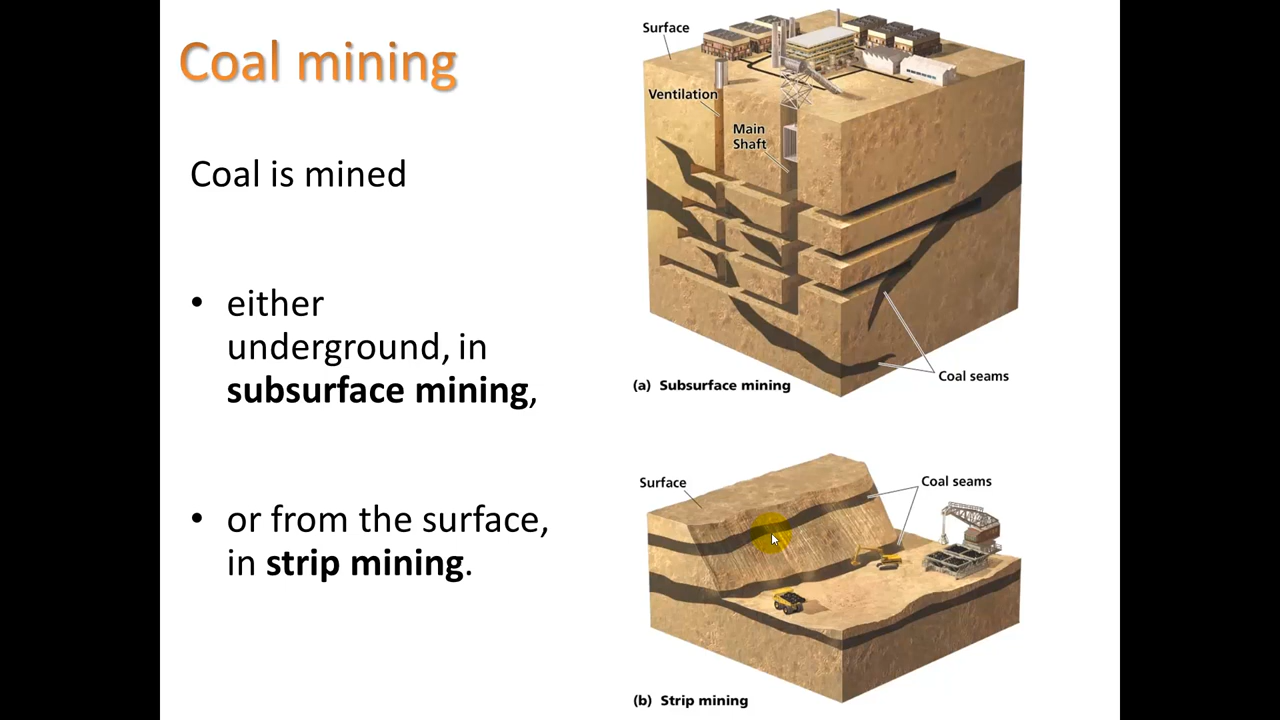 Coal mining
Coal is mined
• either
underground, in
subsurface mining,
• or from the surface,
in strip mining.
Surface
Ventilation
Main
Shaft
Coal seams
(a) Subsurface mining
Surface
Coal seams
(b) Strip mining